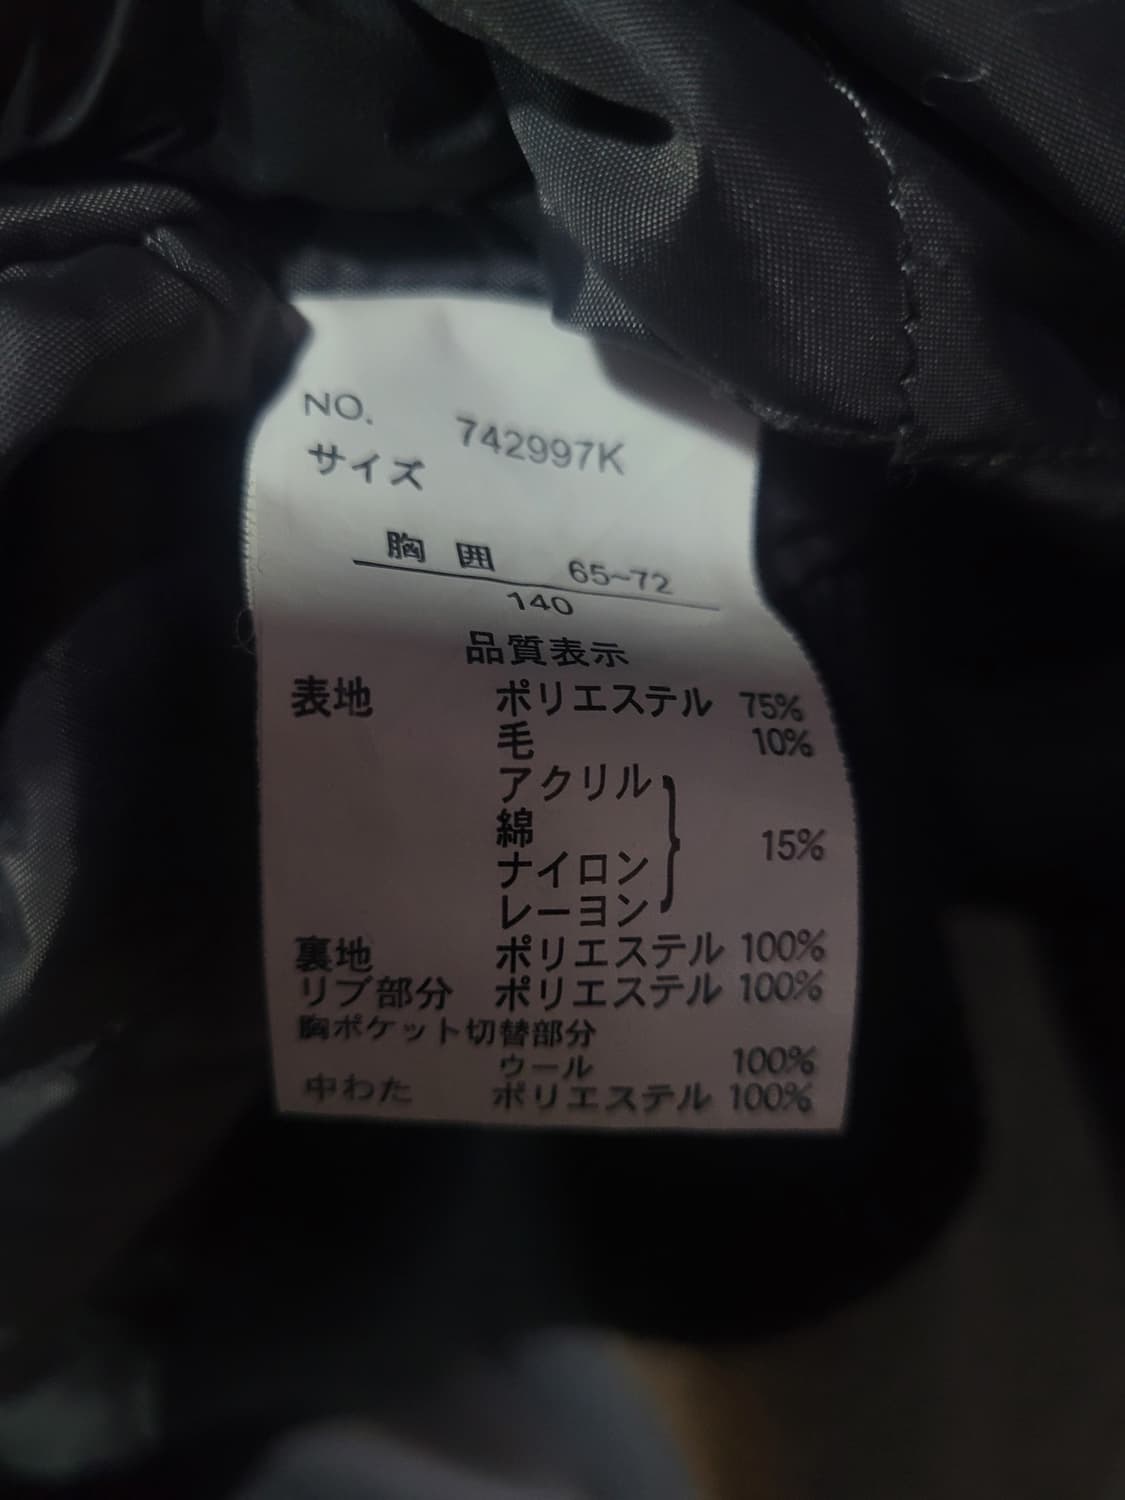 NO. 742997K
サイズ
胸囲 65~72
140
品質表示
表地 ポリエステル 75%
毛 10%
アクリル
綿
ナイロン } 15%
レーヨン
裏地 ポリエステル 100%
リブ部分 ポリエステル 100%
胸ポケット切替部分
ウール 100%
中わた ポリエステル 100%